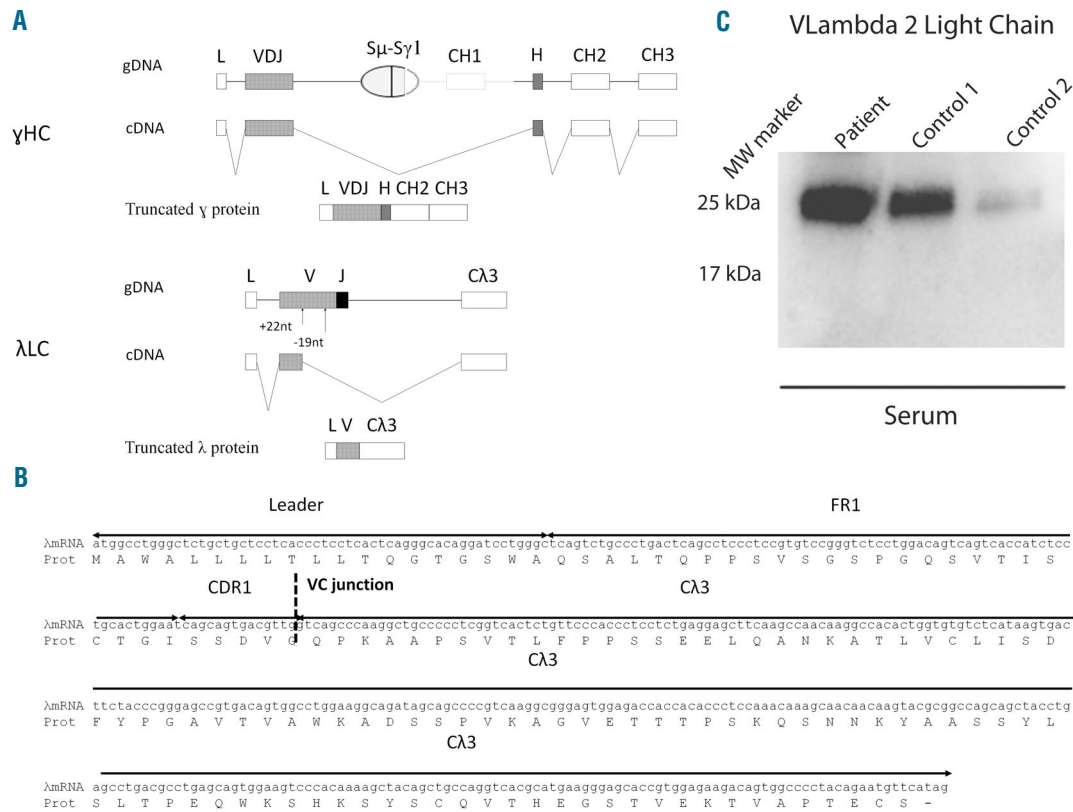 A
L VDJ Sμ-Sγ1 CH1 H CH2 CH3
gDNA
γHC
cDNA
L VDJ H CH2 CH3
Truncated γ protein
L V J Cλ3
gDNA
+22nt
-19nt
λLC
cDNA
L V Cλ3
Truncated λ protein
C
VLambda 2 Light Chain
MW marker
Patient
Control 1
Control 2
25 kDa
17 kDa
Serum
B
Leader FR1
λmRNA atggcctgggctctgctgctcctcaccctcctcactcagggcacaggatcctgggctcagtctgccctgactcagcctccctccgtgtccgggtctcctggacagtcagtcaccatctcc
Prot M A W A L L L L T L L T Q G T G S W A Q S A L T Q P P S V S G S P G Q S V T I S
CDR1 VC junction Cλ3
λmRNA tgcactggaatcagcagtgacgttggtcagcccaaggctgccccctcggtcactctgttcccaccctcctctgaggagcttcaagccaacaaggccacactggtgtgtctcataagtgac
Prot C T G I S S D V G Q P K A A P S V T L F P P S S E E L Q A N K A T L V C L I S D
Cλ3
λmRNA ttctacccgggagccgtgacagtggcctggaaggcagatagcagccccgtcaaggcgggagtggagaccaccacaccctccaaacaaagcaacaacaagtacgcggccagcagctacctg
Prot F Y P G A V T V A W K A D S S P V K A G V E T T T P S K Q S N N K Y A A S S Y L
Cλ3
λmRNA agcctgacgcctgagcagtggaagtcccacaaaagctacagctgccaggtcacgcatgaagggagcaccgtggagaagacagtggcccctacagaatgttcatag
Prot S L T P E Q W K S H K S Y S C Q V T H E G S T V E K T V A P T E C S -